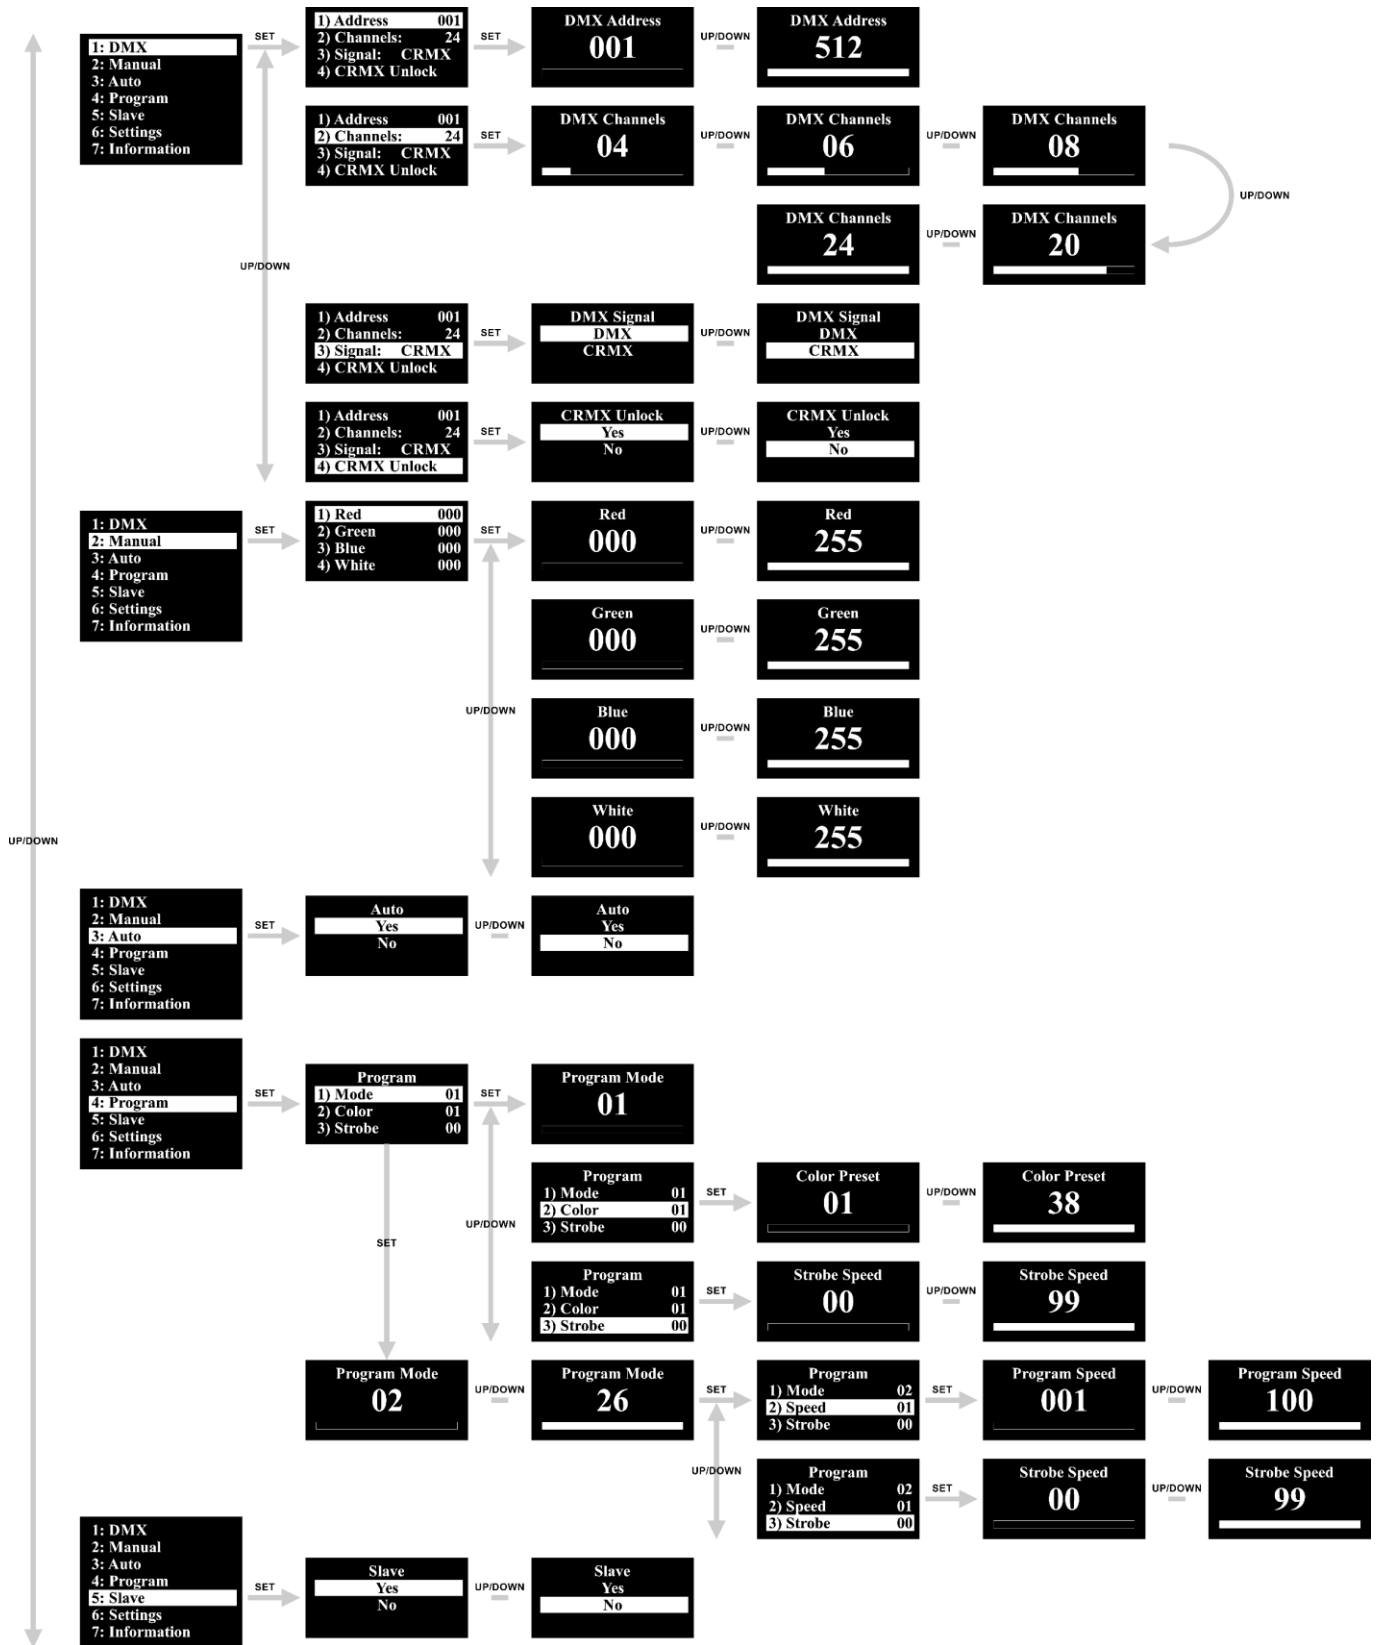 1: DMX
2: Manual
3: Auto
4: Program
5: Slave
6: Settings
7: Information
SET
1) Address 001
2) Channels: 24
3) Signal: CRMX
4) CRMX Unlock
SET
DMX Address
001
UP/DOWN
DMX Address
512
1) Address 001
2) Channels: 24
3) Signal: CRMX
4) CRMX Unlock
SET
DMX Channels
04
UP/DOWN
DMX Channels
06
UP/DOWN
DMX Channels
08
UP/DOWN
DMX Channels
24
UP/DOWN
DMX Channels
20
UP/DOWN
1) Address 001
2) Channels: 24
3) Signal: CRMX
4) CRMX Unlock
SET
DMX Signal
DMX
CRMX
UP/DOWN
DMX Signal
DMX
CRMX
1) Address 001
2) Channels: 24
3) Signal: CRMX
4) CRMX Unlock
SET
CRMX Unlock
Yes
No
UP/DOWN
CRMX Unlock
Yes
No
1: DMX
2: Manual
3: Auto
4: Program
5: Slave
6: Settings
7: Information
SET
1) Red 000
2) Green 000
3) Blue 000
4) White 000
SET
Red
000
UP/DOWN
Red
255
Green
000
UP/DOWN
Green
255
UP/DOWN
Blue
000
UP/DOWN
Blue
255
White
000
UP/DOWN
White
255
UP/DOWN
1: DMX
2: Manual
3: Auto
4: Program
5: Slave
6: Settings
7: Information
SET
Auto
Yes
No
UP/DOWN
Auto
Yes
No
1: DMX
2: Manual
3: Auto
4: Program
5: Slave
6: Settings
7: Information
SET
Program
1) Mode 01
2) Color 01
3) Strobe 00
SET
Program Mode
01
Program
1) Mode 01
2) Color 01
3) Strobe 00
SET
Color Preset
01
UP/DOWN
Color Preset
38
UP/DOWN
SET
Program
1) Mode 01
2) Color 01
3) Strobe 00
SET
Strobe Speed
00
UP/DOWN
Strobe Speed
99
Program Mode
02
UP/DOWN
Program Mode
26
SET
Program
1) Mode 02
2) Speed 01
3) Strobe 00
SET
Program Speed
001
UP/DOWN
Program Speed
100
UP/DOWN
Program
1) Mode 02
2) Speed 01
3) Strobe 00
SET
Strobe Speed
00
UP/DOWN
Strobe Speed
99
1: DMX
2: Manual
3: Auto
4: Program
5: Slave
6: Settings
7: Information
SET
Slave
Yes
No
UP/DOWN
Slave
Yes
No